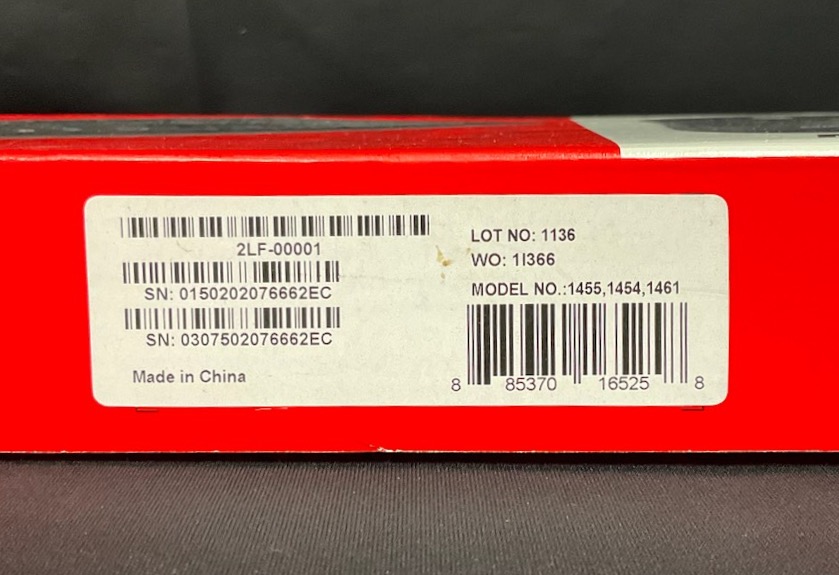 2LF-00001
SN: 0150202076662EC
SN: 0307502076662EC
Made in China
LOT NO: 1136
WO: 1I366
MODEL NO.:1455,1454,1461
8 85370 16525 8